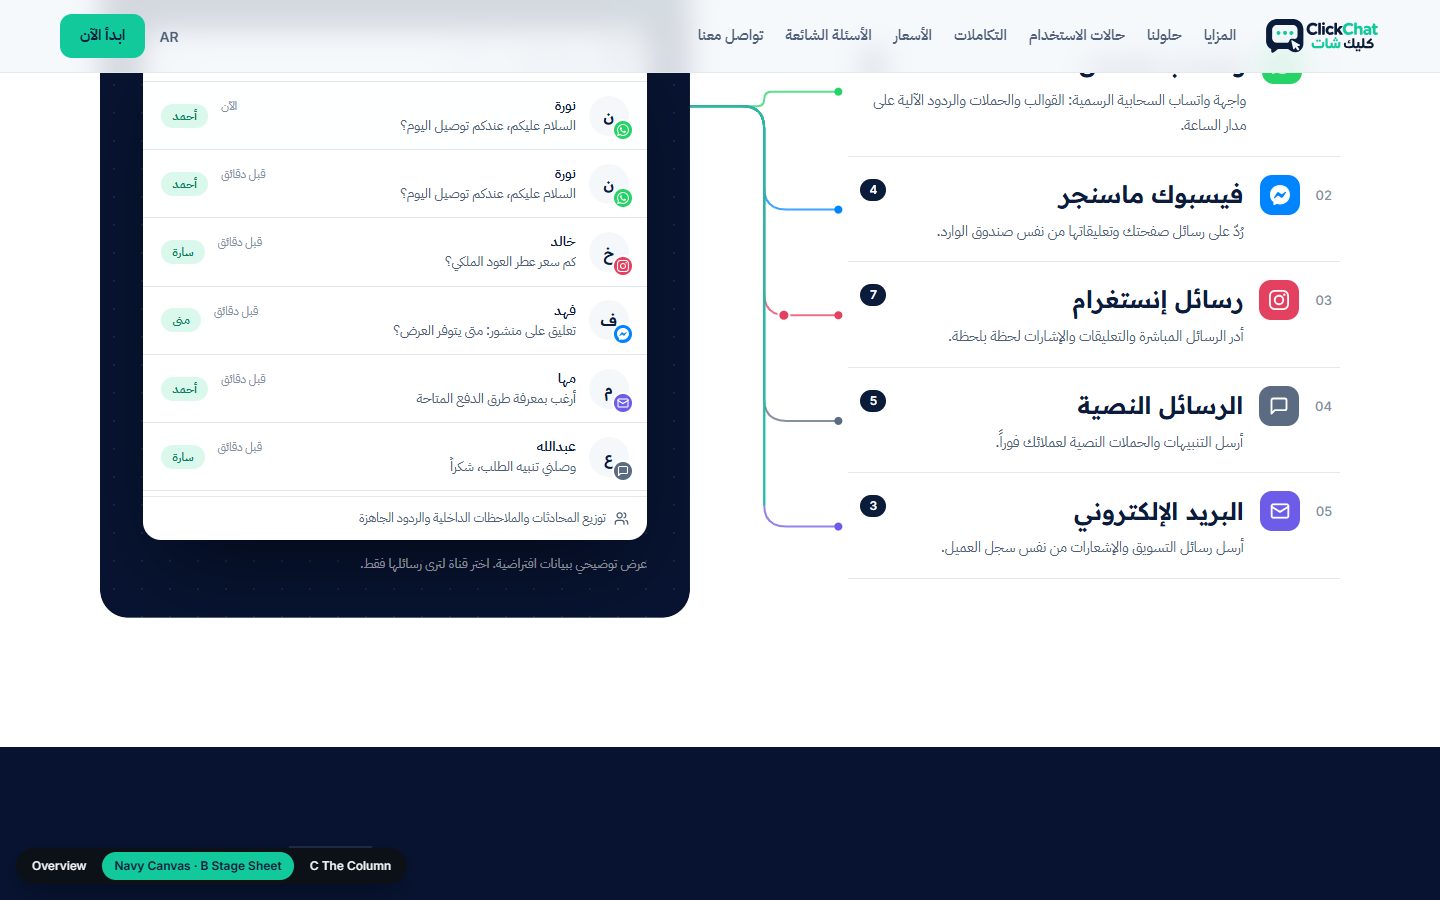 ClickChat
كليك شات
المزايا
حلولنا
حالات الاستخدام
التكاملات
الأسعار
الأسئلة الشائعة
تواصل معنا
AR
ابدأ الآن
واجهة واتساب السحابية الرسمية: القوالب والحملات والردود الآلية على
مدار الساعة.
02
فيسبوك ماسنجر
4
رُدّ على رسائل صفحتك وتعليقاتها من نفس صندوق الوارد.
03
رسائل إنستغرام
7
أدر الرسائل المباشرة والتعليقات والإشارات لحظة بلحظة.
04
الرسائل النصية
5
أرسل التنبيهات والحملات النصية لعملائك فوراً.
05
البريد الإلكتروني
3
أرسل رسائل التسويق والإشعارات من نفس سجل العميل.
ن
نورة
الآن
أحمد
السلام عليكم، عندكم توصيل اليوم؟
ن
نورة
قبل دقائق
أحمد
السلام عليكم، عندكم توصيل اليوم؟
خ
خالد
قبل دقائق
سارة
كم سعر عطر العود الملكي؟
ف
فهد
قبل دقائق
منى
تعليق على منشور: متى يتوفر العرض؟
م
مها
قبل دقائق
أحمد
أرغب بمعرفة طرق الدفع المتاحة
ع
عبدالله
قبل دقائق
سارة
وصلني تنبيه الطلب، شكراً
توزيع المحادثات والملاحظات الداخلية والردود الجاهزة
عرض توضيحي ببيانات افتراضية. اختر قناة لترى رسائلها فقط.
Overview
Navy Canvas · B Stage Sheet
C The Column